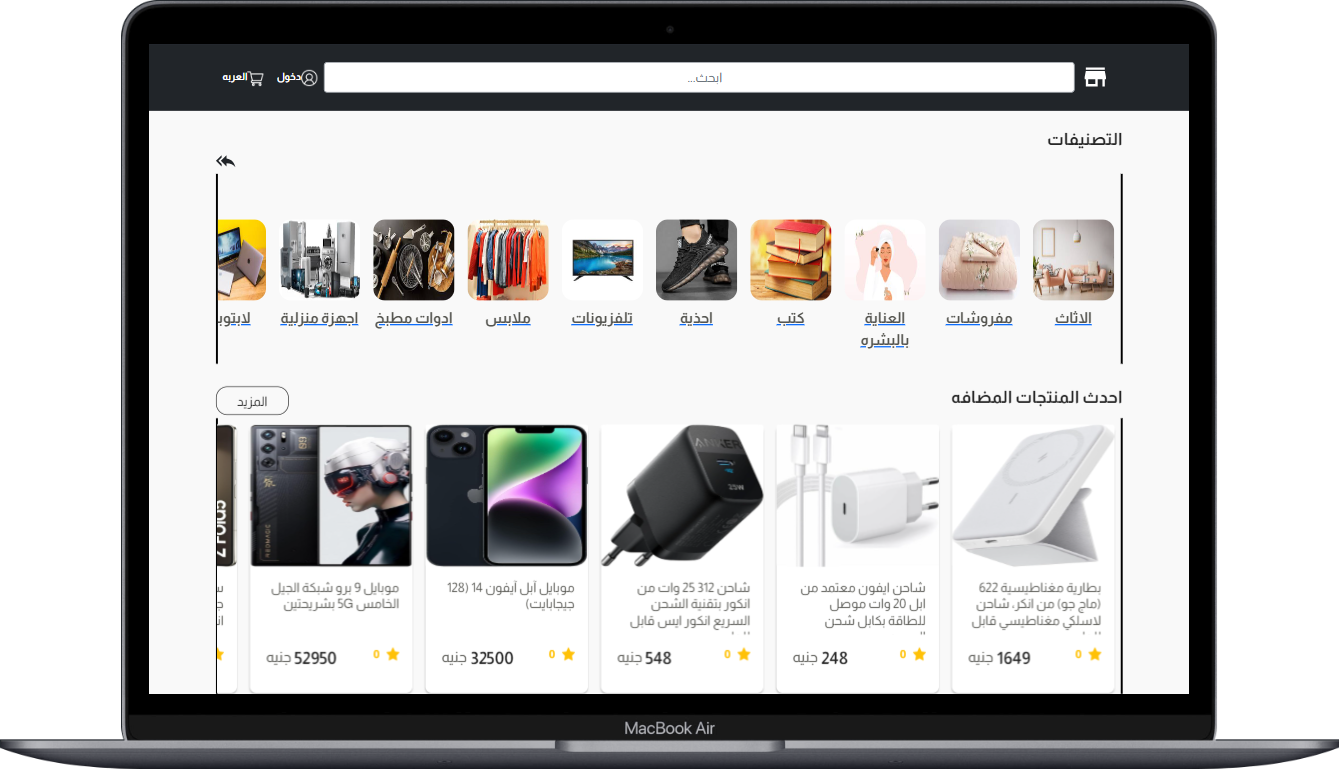 ابحث...
دخول
العربه
التصنيفات
الاثاث
مفروشات
العناية
بالبشره
كتب
احذية
تلفزيونات
ملابس
ادوات مطبخ
اجهزة منزلية
لابتوب
احدث المنتجات المضافه
المزيد
بطارية مغناطيسية 622
(ماج جو) من انكر، شاحن
لاسلكي مغناطيسي قابل
0
1649 جنيه
شاحن ايفون معتمد من
ابل 20 وات موصل
للطاقة بكابل شحن
0
248 جنيه
ANKER
شاحن 312 25 وات من
انكور بتقنية الشحن
السريع انكور ايس قابل
0
548 جنيه
موبايل أبل أيفون 14 (128
جيجابايت)
0
32500 جنيه
موبايل 9 برو شبكة الجيل
الخامس 5G بشريحتين
0
52950 جنيه
Z Fold5
MacBook Air